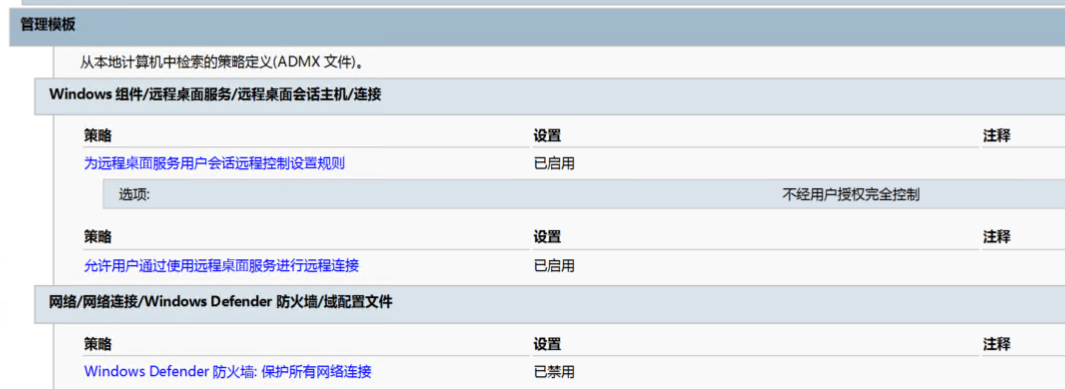 管理模板
从本地计算机中检索的策略定义(ADMX 文件)。
Windows 组件/远程桌面服务/远程桌面会话主机/连接
策略 设置 注释
为远程桌面服务用户会话远程控制设置规则 已启用
选项: 不经用户授权完全控制
策略 设置 注释
允许用户通过使用远程桌面服务进行远程连接 已启用
网络/网络连接/Windows Defender 防火墙/域配置文件
策略 设置 注释
Windows Defender 防火墙: 保护所有网络连接 已禁用